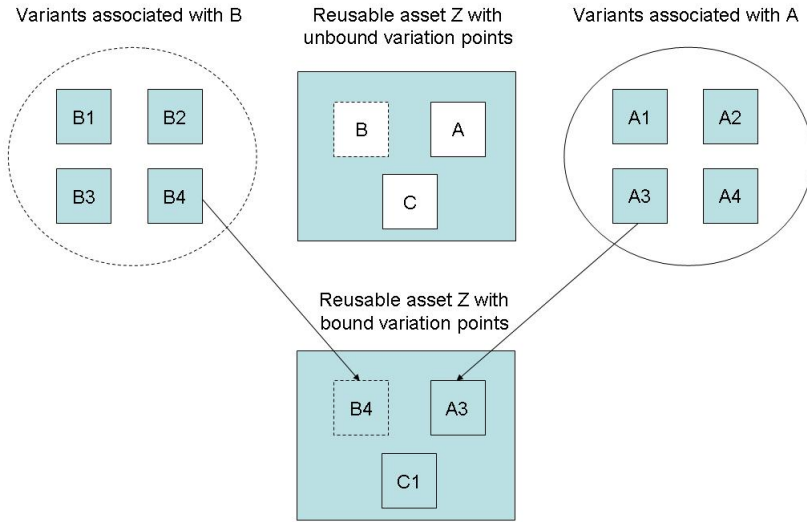 Variants associated with B
Reusable asset Z with
unbound variation points
Variants associated with A
B1
B2
B3
B4
B
A
C
A1
A2
A3
A4
Reusable asset Z with
bound variation points
B4
A3
C1